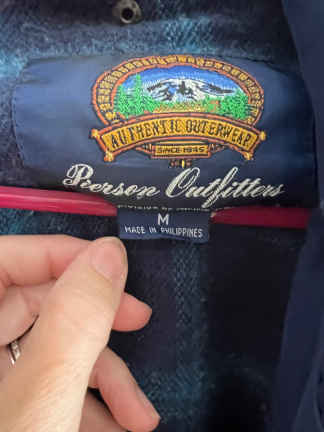 AUTHENTIC OUTERWEAR
SINCE 1945
Pierson Outfitters
M
MADE IN PHILIPPINES